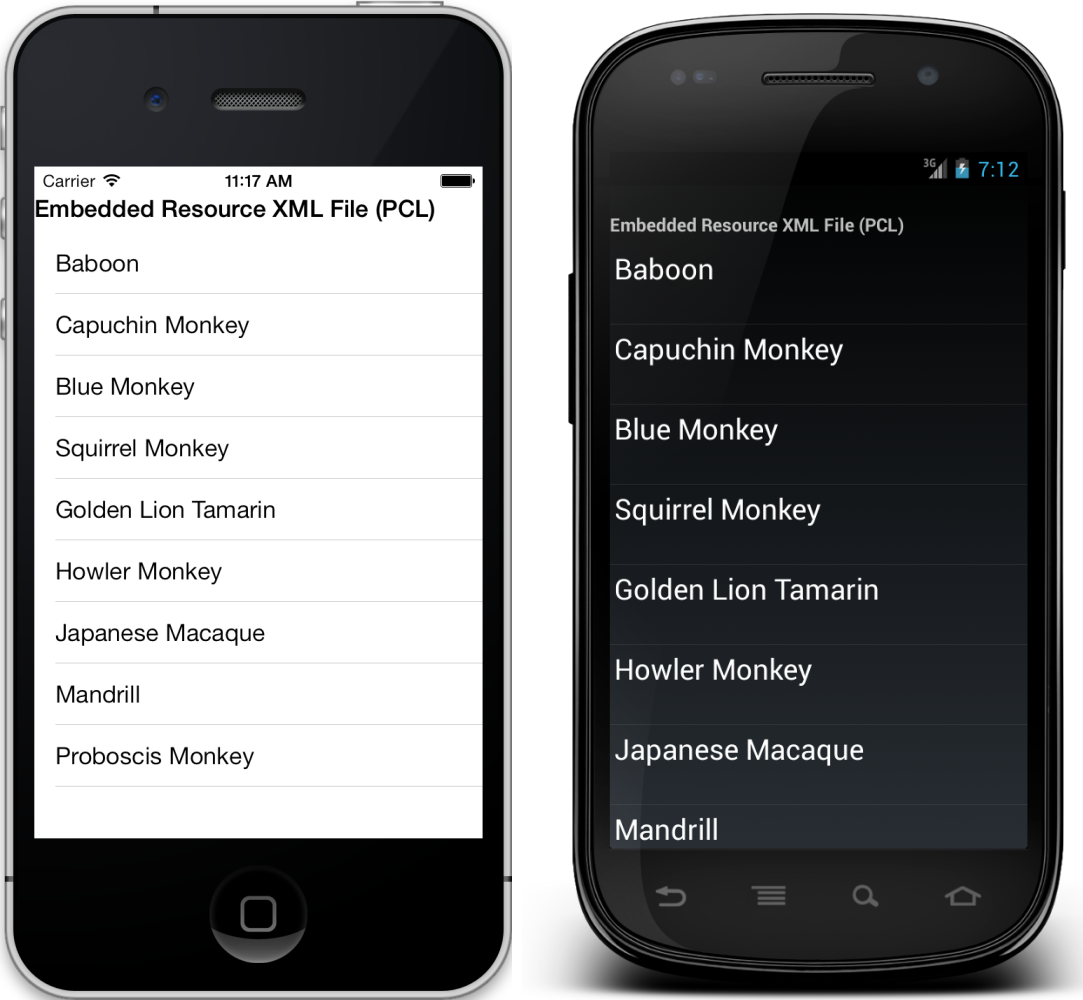 Carrier 11:17 AM
Embedded Resource XML File (PCL)
Baboon
Capuchin Monkey
Blue Monkey
Squirrel Monkey
Golden Lion Tamarin
Howler Monkey
Japanese Macaque
Mandrill
Proboscis Monkey
3G 7:12
Embedded Resource XML File (PCL)
Baboon
Capuchin Monkey
Blue Monkey
Squirrel Monkey
Golden Lion Tamarin
Howler Monkey
Japanese Macaque
Mandrill